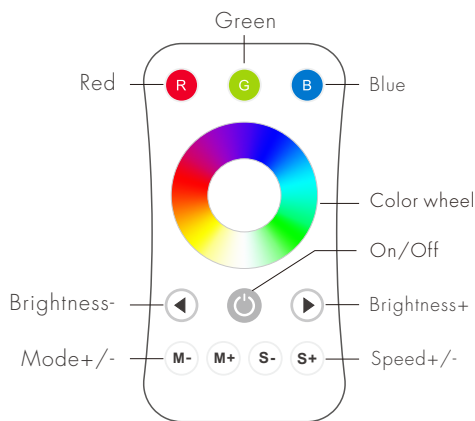 Green
Red
R
G
B
Blue
Color wheel
On/Off
Brightness-
Brightness+
Mode+/-
M-
M+
S-
S+
Speed+/-